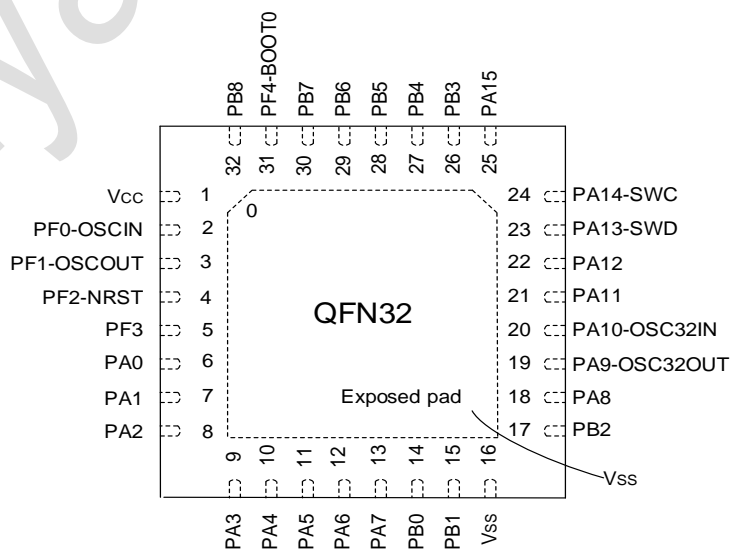 PB8
PF4-BOOT0
PB7
PB6
PB5
PB4
PB3
PA15
32
31
30
29
28
27
26
25
Vcc
1
PF0-OSCIN
2
PF1-OSCOUT
3
PF2-NRST
4
PF3
5
PA0
6
PA1
7
PA2
8
0
QFN32
Exposed pad
24
PA14-SWC
23
PA13-SWD
22
PA12
21
PA11
20
PA10-OSC32IN
19
PA9-OSC32OUT
18
PA8
17
PB2
Vss
9
10
11
12
13
14
15
16
PA3
PA4
PA5
PA6
PA7
PB0
PB1
Vss